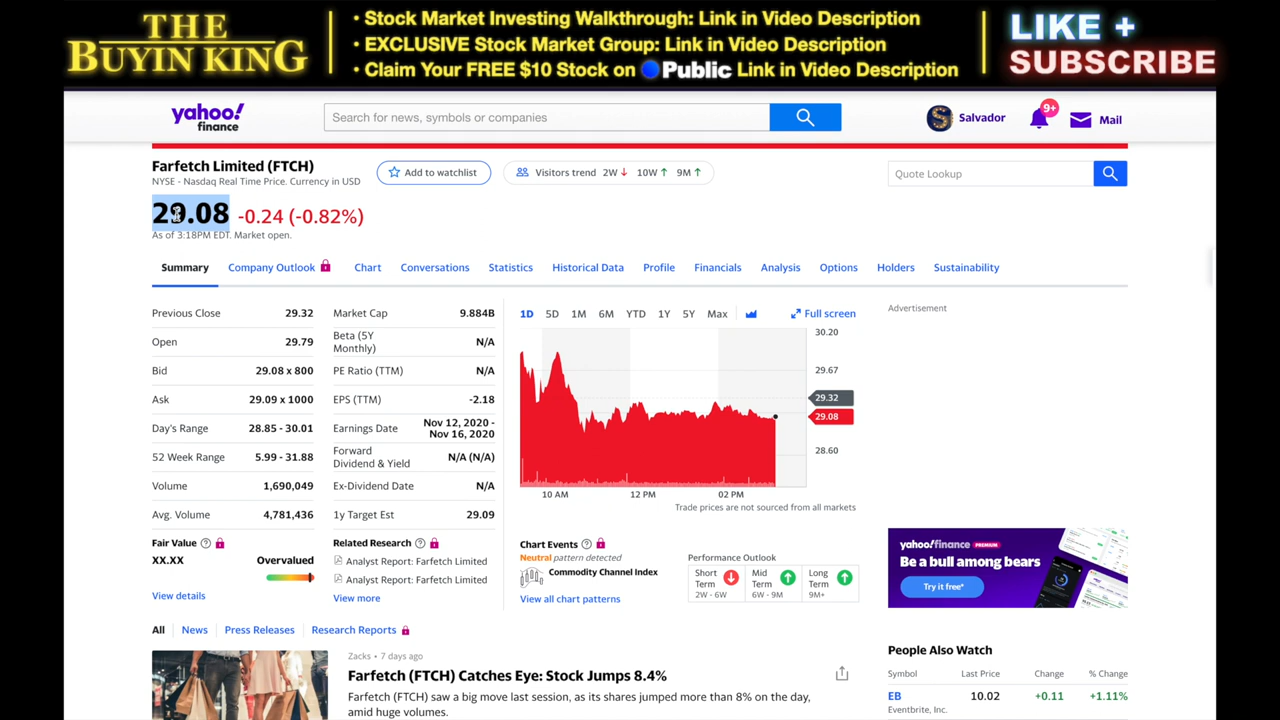 THE
BUYIN KING
• Stock Market Investing Walkthrough: Link in Video Description
• EXCLUSIVE Stock Market Group: Link in Video Description
• Claim Your FREE $10 Stock on Public Link in Video Description
LIKE +
SUBSCRIBE
yahoo!
finance
Search for news, symbols or companies
Salvador
9+
Mail
Farfetch Limited (FTCH)
NYSE - Nasdaq Real Time Price. Currency in USD
Add to watchlist
Visitors trend 2W ↓ 10W ↑ 9M ↑
Quote Lookup
29.08 -0.24 (-0.82%)
As of 3:18PM EDT. Market open.
Summary Company Outlook Chart Conversations Statistics Historical Data Profile Financials Analysis Options Holders Sustainability
Previous Close 29.32
Open 29.79
Bid 29.08 x 800
Ask 29.09 x 1000
Day's Range 28.85 - 30.01
52 Week Range 5.99 - 31.88
Volume 1,690,049
Avg. Volume 4,781,436
Market Cap 9.884B
Beta (5Y
Monthly) N/A
PE Ratio (TTM) N/A
EPS (TTM) -2.18
Earnings Date Nov 12, 2020 -
Nov 16, 2020
Forward
Dividend & Yield N/A (N/A)
Ex-Dividend Date N/A
1y Target Est 29.09
1D 5D 1M 6M YTD 1Y 5Y Max Full screen
30.20
29.67
29.32
29.08
28.60
10 AM 12 PM 02 PM
Trade prices are not sourced from all markets
Advertisement
Fair Value
XX.XX Overvalued
View details
Related Research
Analyst Report: Farfetch Limited
Analyst Report: Farfetch Limited
View more
Chart Events
Neutral pattern detected
Commodity Channel Index
View all chart patterns
Performance Outlook
Short
Term
2W - 6W
Mid
Term
6W - 9M
Long
Term
9M+
yahoo!finance PREMIUM
Be a bull among bears
Try it free*
All News Press Releases Research Reports
Zacks • 7 days ago
Farfetch (FTCH) Catches Eye: Stock Jumps 8.4%
Farfetch (FTCH) saw a big move last session, as its shares jumped more than 8% on the day,
amid huge volumes.
People Also Watch
Symbol Last Price Change % Change
EB 10.02 +0.11 +1.11%
Eventbrite, Inc.